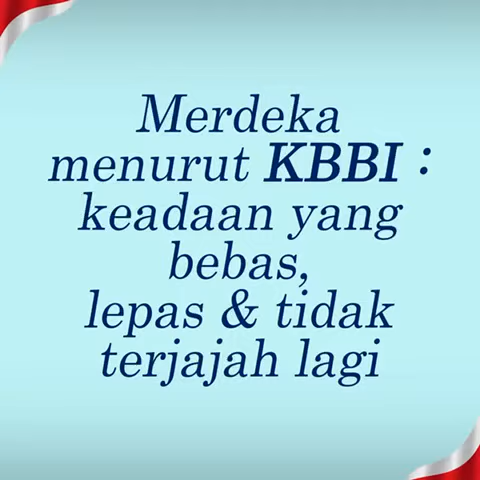 Merdeka
menurut KBBI :
keadaan yang
bebas,
lepas & tidak
terjajah lagi